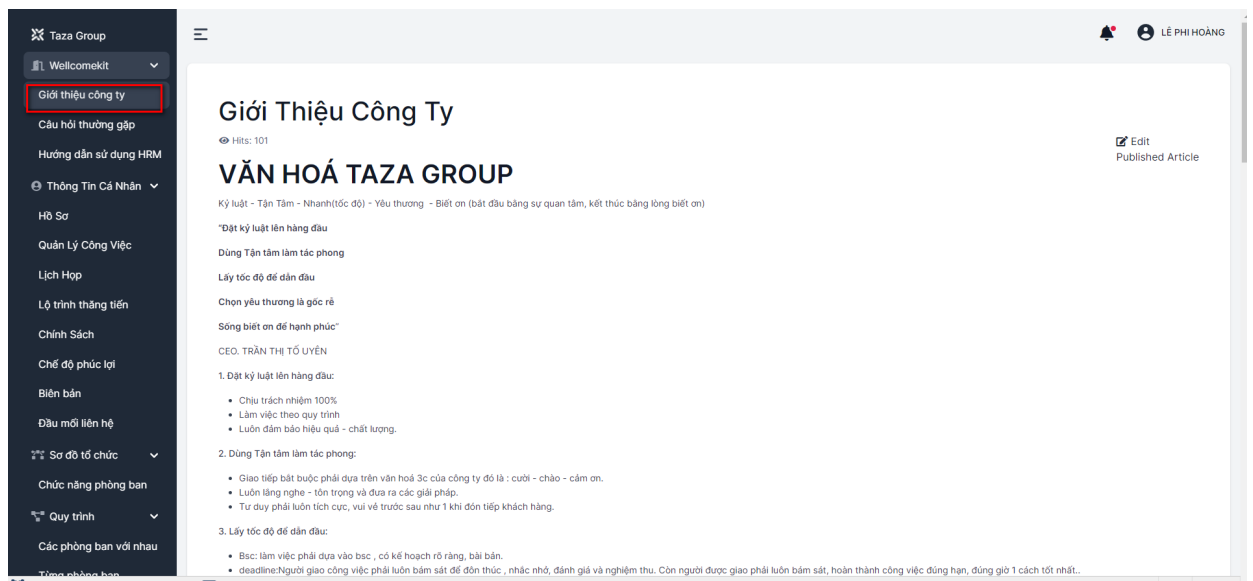 Taza Group
LÊ PHI HOÀNG
Wellcomekit
Giới thiệu công ty
Câu hỏi thường gặp
Hướng dẫn sử dụng HRM
Thông Tin Cá Nhân
Hồ Sơ
Quản Lý Công Việc
Lịch Họp
Lộ trình thăng tiến
Chính Sách
Chế độ phúc lợi
Biên bản
Đầu mối liên hệ
Sơ đồ tổ chức
Chức năng phòng ban
Quy trình
Các phòng ban với nhau
Từng phòng ban
Giới Thiệu Công Ty
Hits: 101
Edit
Published Article
VĂN HOÁ TAZA GROUP
Kỷ luật - Tận Tâm - Nhanh(tốc độ) - Yêu thương - Biết ơn (bắt đầu bằng sự quan tâm, kết thúc bằng lòng biết ơn)
"Đặt kỷ luật lên hàng đầu
Dùng Tận tâm làm tác phong
Lấy tốc độ để dẫn đầu
Chọn yêu thương là gốc rễ
Sống biết ơn để hạnh phúc"
CEO. TRẦN THỊ TỐ UYÊN
1. Đặt kỷ luật lên hàng đầu:
• Chịu trách nhiệm 100%
• Làm việc theo quy trình
• Luôn đảm bảo hiệu quả - chất lượng.
2. Dùng Tận tâm làm tác phong:
• Giao tiếp bắt buộc phải dựa trên văn hoá 3c của công ty đó là : cười - chào - cảm ơn.
• Luôn lắng nghe - tôn trọng và đưa ra các giải pháp.
• Tư duy phải luôn tích cực, vui vẻ trước sau như 1 khi đón tiếp khách hàng.
3. Lấy tốc độ để dẫn đầu:
• Bsc: làm việc phải dựa vào bsc , có kế hoạch rõ ràng, bài bản.
• deadline:Người giao công việc phải luôn bám sát để đôn thúc , nhắc nhở, đánh giá và nghiệm thu. Còn người được giao phải luôn bám sát, hoàn thành công việc đúng hạn, đúng giờ 1 cách tốt nhất..